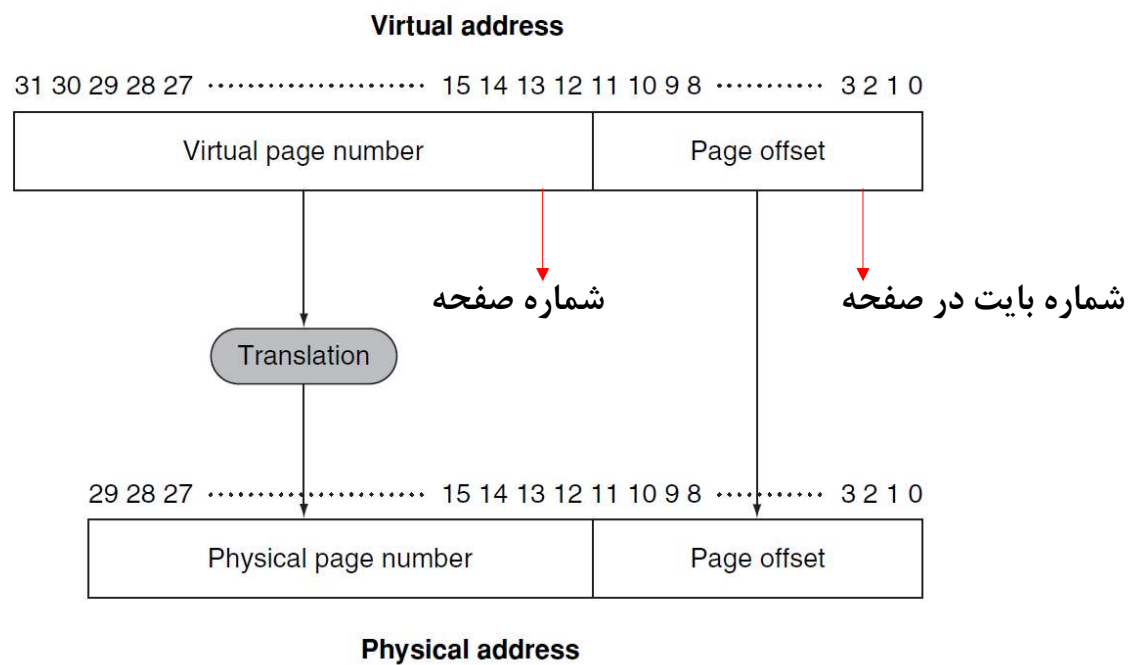 Virtual address
31 30 29 28 27 ........................ 15 14 13 12 11 10 9 8 ........... 3 2 1 0
Virtual page number Page offset
شماره صفحه شماره بایت در صفحه
Translation
29 28 27 ........................ 15 14 13 12 11 10 9 8 ........... 3 2 1 0
Physical page number Page offset
Physical address